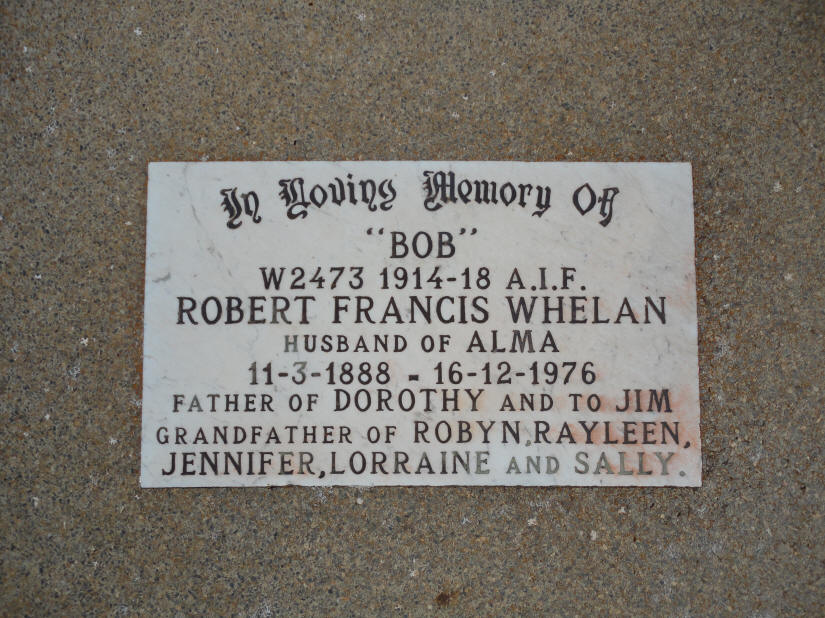 In Loving Memory Of
"BOB"
W2473 1914-18 A.I.F.
ROBERT FRANCIS WHELAN
HUSBAND OF ALMA
11-3-1888 - 16-12-1976
FATHER OF DOROTHY AND TO JIM
GRANDFATHER OF ROBYN, RAYLEEN,
JENNIFER, LORRAINE AND SALLY.